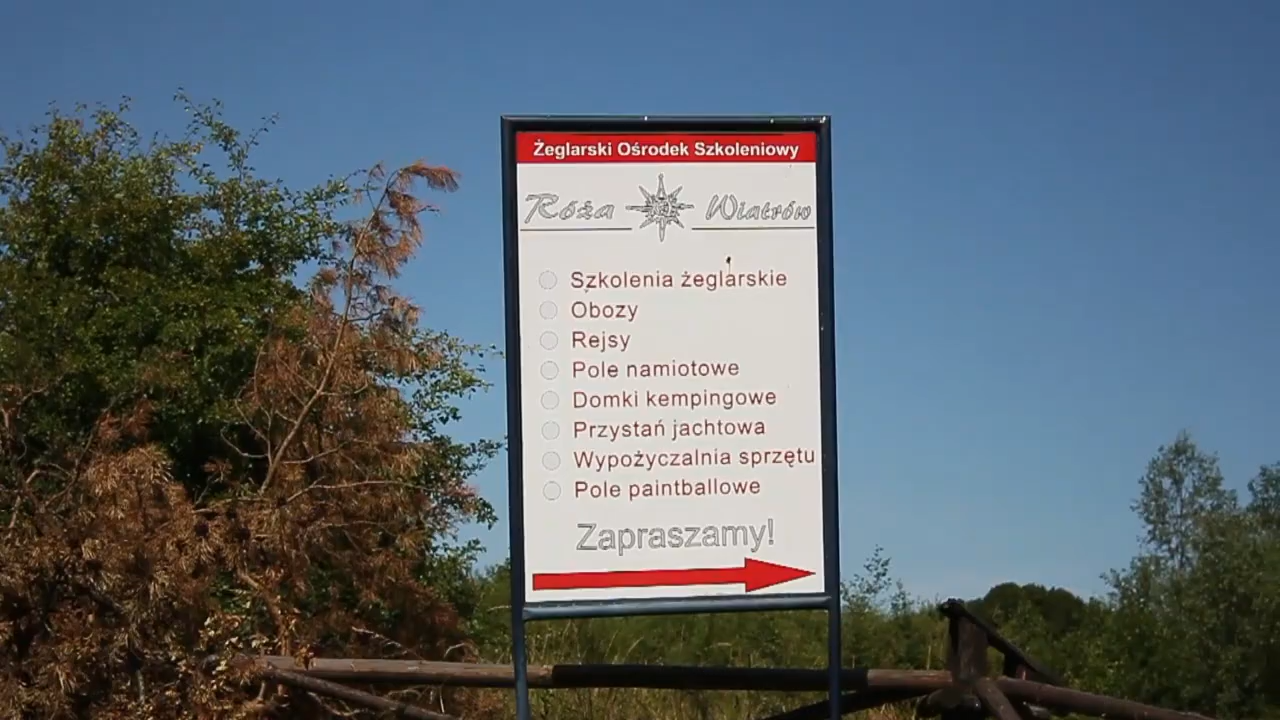 Żeglarski Ośrodek Szkoleniowy
Róża Wiatrów
Szkolenia żeglarskie
Obozy
Rejsy
Pole namiotowe
Domki kempingowe
Przystań jachtowa
Wypożyczalnia sprzętu
Pole paintballowe
Zapraszamy!